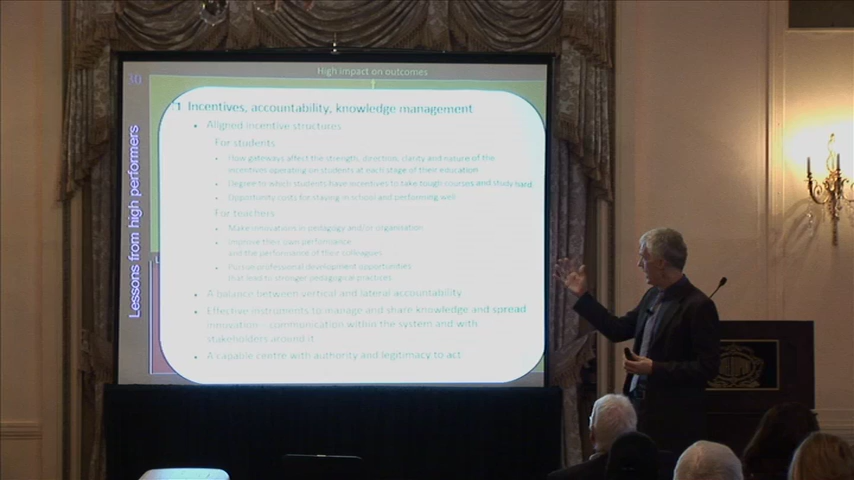 30
High impact on outcomes
Lessons from high performers
Incentives, accountability, knowledge management
• Aligned incentive structures
For students
• How gateways affect the strength, direction, clarity and nature of the
incentives operating on students at each stage of their education
• Degree to which students have incentives to take tough courses and study hard
• Opportunity costs for staying in school and performing well
For teachers
• Make innovations in pedagogy and/or organisation
• Improve their own performance
and the performance of their colleagues
• Pursue professional development opportunities
that lead to stronger pedagogical practices
• A balance between vertical and lateral accountability
• Effective instruments to manage and share knowledge and spread
innovation – communication within the system and with
stakeholders around it
• A capable centre with authority and legitimacy to act